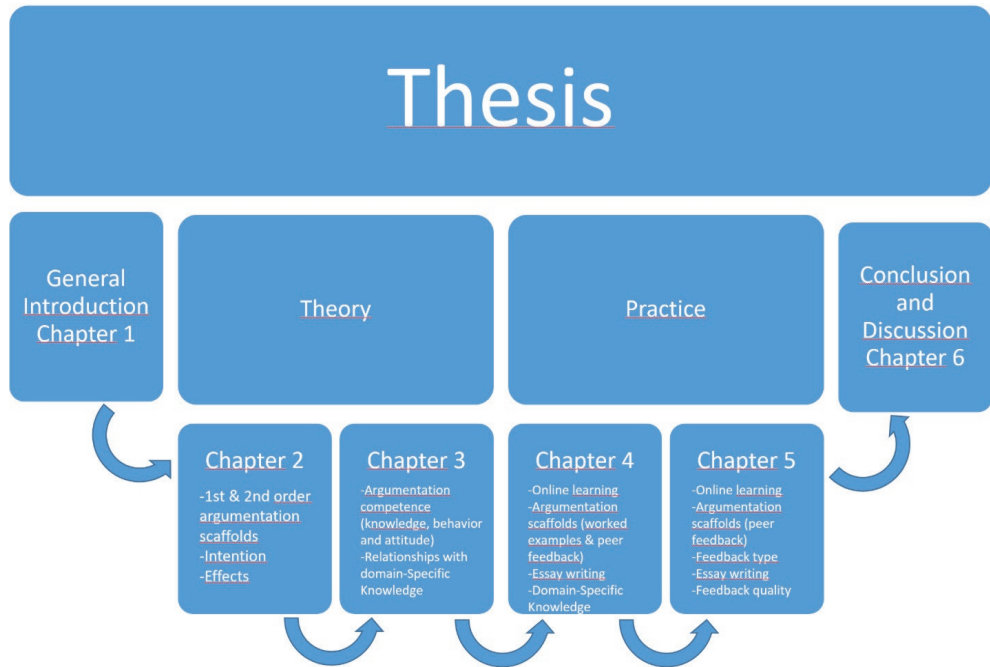 Thesis
General
Introduction
Chapter 1
Theory
Practice
Conclusion
and
Discussion
Chapter 6
Chapter 2
-1st & 2nd order
argumentation
scaffolds
-Intention
-Effects
Chapter 3
-Argumentation
competence
(knowledge, behavior
and attitude)
-Relationships with
domain-Specific
Knowledge
Chapter 4
-Online learning
-Argumentation
scaffolds (worked
examples & peer
feedback)
-Essay writing
-Domain-Specific
Knowledge
Chapter 5
-Online learning
-Argumentation
scaffolds (peer
feedback)
-Feedback type
-Essay writing
-Feedback quality